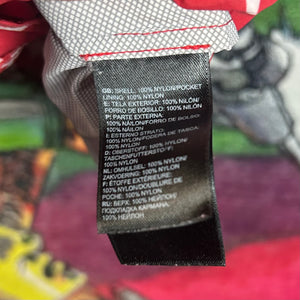 GB: SHELL: 100% NYLON/POCKET
LINING: 100% NYLON
E: TELA EXTERIOR: 100% NILÓN/
FORRO DE BOLSILLO: 100% NILÓN
P: PARTE EXTERNA:
100% NÁILON/FORRO DE BOLSO:
100% NÁILON
I: ESTERNO STRATO:
100% NYLON/FODERA DE TASCA:
100% NYLON
D: OBERSTOFF: 100% NYLON/
TASCHENFUTTERSTOFF:
100% NYLON
NL: OMHULSEL: 100% NYLON/
ZAKVOERING: 100% NYLON
F: ÉTOFFE EXTÉRIEURE:
100% NYLON/DOUBLURE DE
POCHE: 100% NYLON
RU: ВЕРХ: 100% НЕЙЛОН/
ПОДКЛАДКА КАРМАНА:
100% НЕЙЛОН